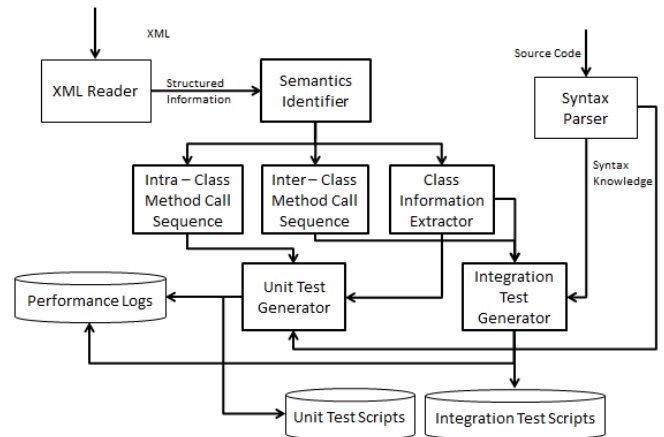 XML
Source Code
XML Reader
Structured
Information
Semantics
Identifier
Syntax
Parser
Syntax
Knowledge
Intra – Class
Method Call
Sequence
Inter – Class
Method Call
Sequence
Class
Information
Extractor
Performance Logs
Unit Test
Generator
Integration
Test
Generator
Unit Test Scripts
Integration Test Scripts